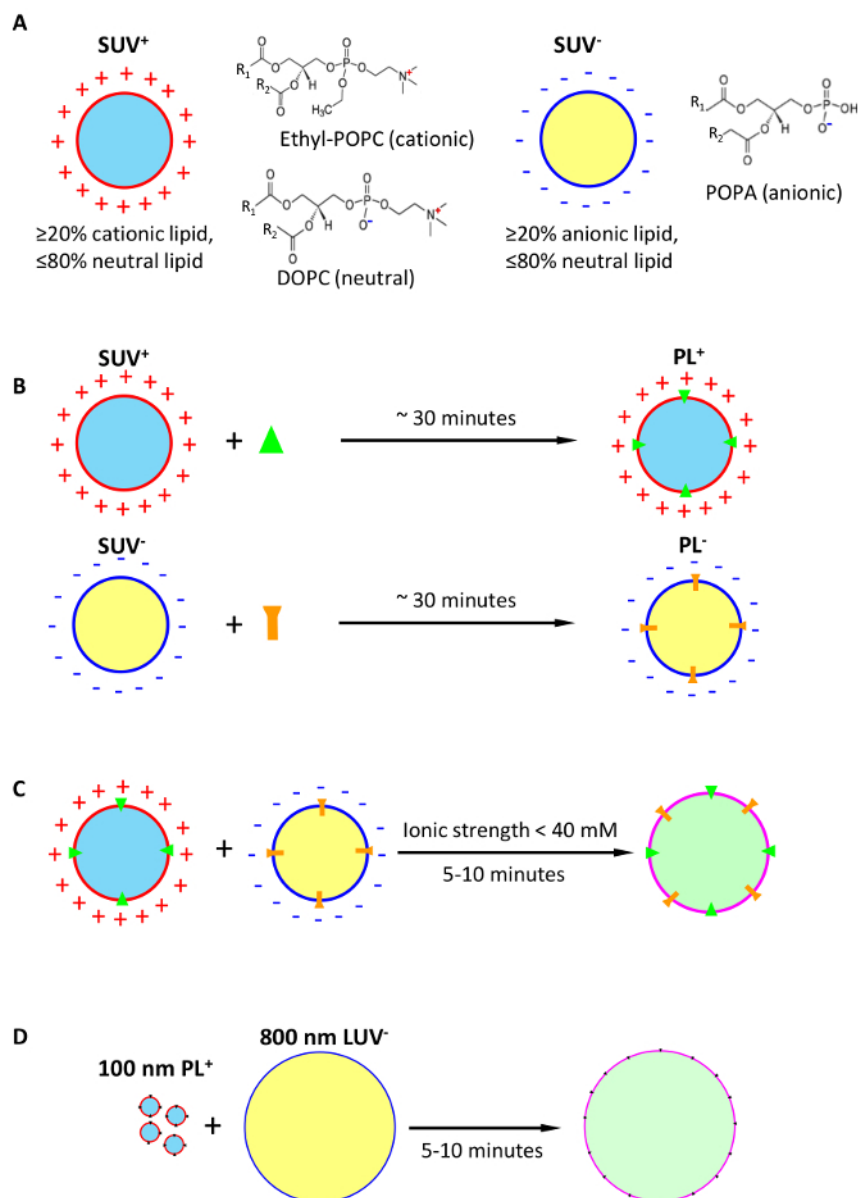 A
SUV⁺
SUV⁻
R₁
R₂
O
O
O
O
H
O
P
O
O
O
N⁺
H₃C
Ethyl-POPC (cationic)
R₁
R₂
O
O
O
O
H
O
P
O
O⁻
O
N⁺
DOPC (neutral)
R₁
R₂
O
O
O
O
H
O
P
O
OH
O⁻
POPA (anionic)
≥20% cationic lipid,
≤80% neutral lipid
≥20% anionic lipid,
≤80% neutral lipid
B
SUV⁺
+
~ 30 minutes
PL⁺
SUV⁻
+
~ 30 minutes
PL⁻
C
+
Ionic strength < 40 mM
5-10 minutes
D
100 nm PL⁺
+
800 nm LUV⁻
5-10 minutes